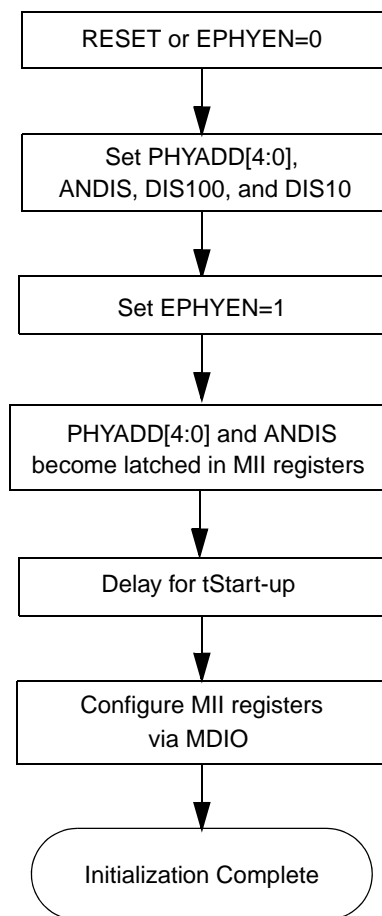 RESET or EPHYEN=0
Set PHYADD[4:0],
ANDIS, DIS100, and DIS10
Set EPHYEN=1
PHYADD[4:0] and ANDIS
become latched in MII registers
Delay for tStart-up
Configure MII registers
via MDIO
Initialization Complete